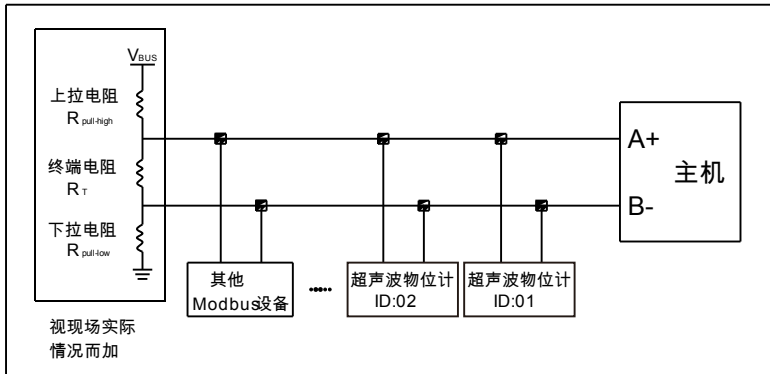 VBUS
上拉电阻
R pull-high
终端电阻
R T
下拉电阻
R pull-low
视现场实际
情况而加
A+
主机
B-
其他
Modbus设备
.....
超声波物位计
ID:02
超声波物位计
ID:01